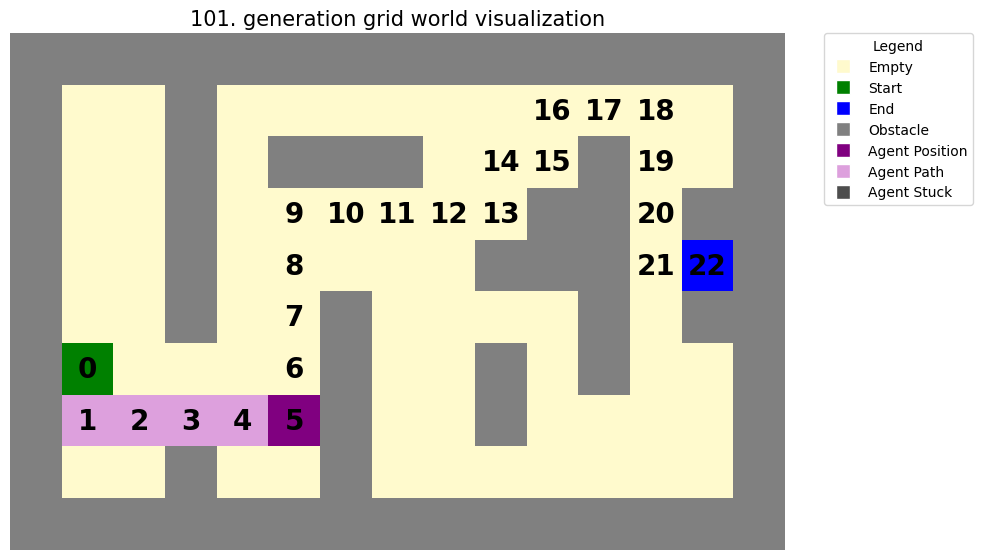 101. generation grid world visualization
16 17 18
14 15 19
9 10 11 12 13 20
8 21 22
7
0 6
1 2 3 4 5
Legend
Empty
Start
End
Obstacle
Agent Position
Agent Path
Agent Stuck